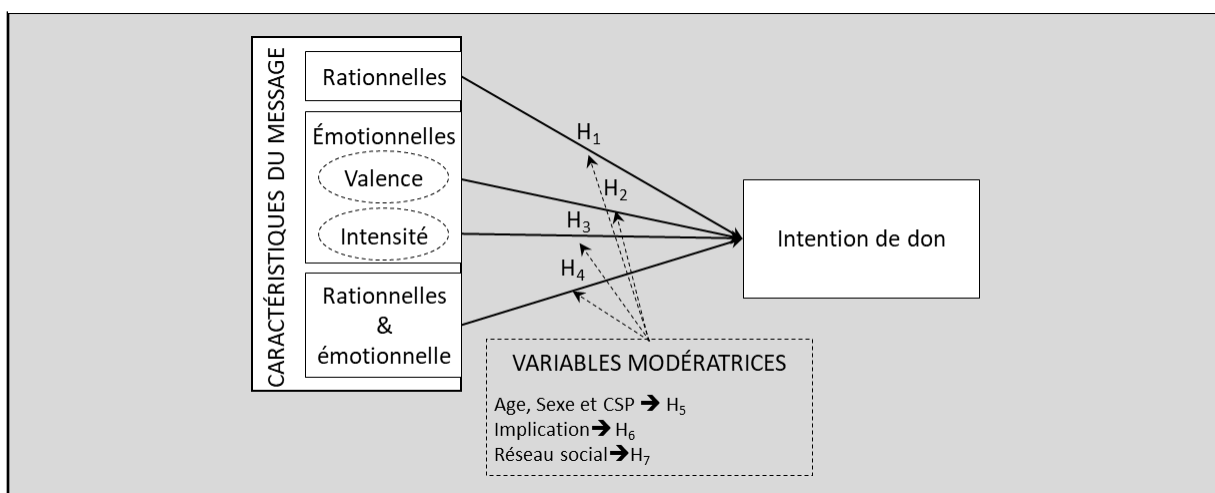 CARACTÉRISTIQUES DU MESSAGE
Rationnelles
Émotionnelles
Valence
Intensité
Rationnelles
&
émotionnelle
H₁
H₂
H₃
H₄
Intention de don
VARIABLES MODÉRATRICES
Age, Sexe et CSP ➔ H₅
Implication➔ H₆
Réseau social➔H₇